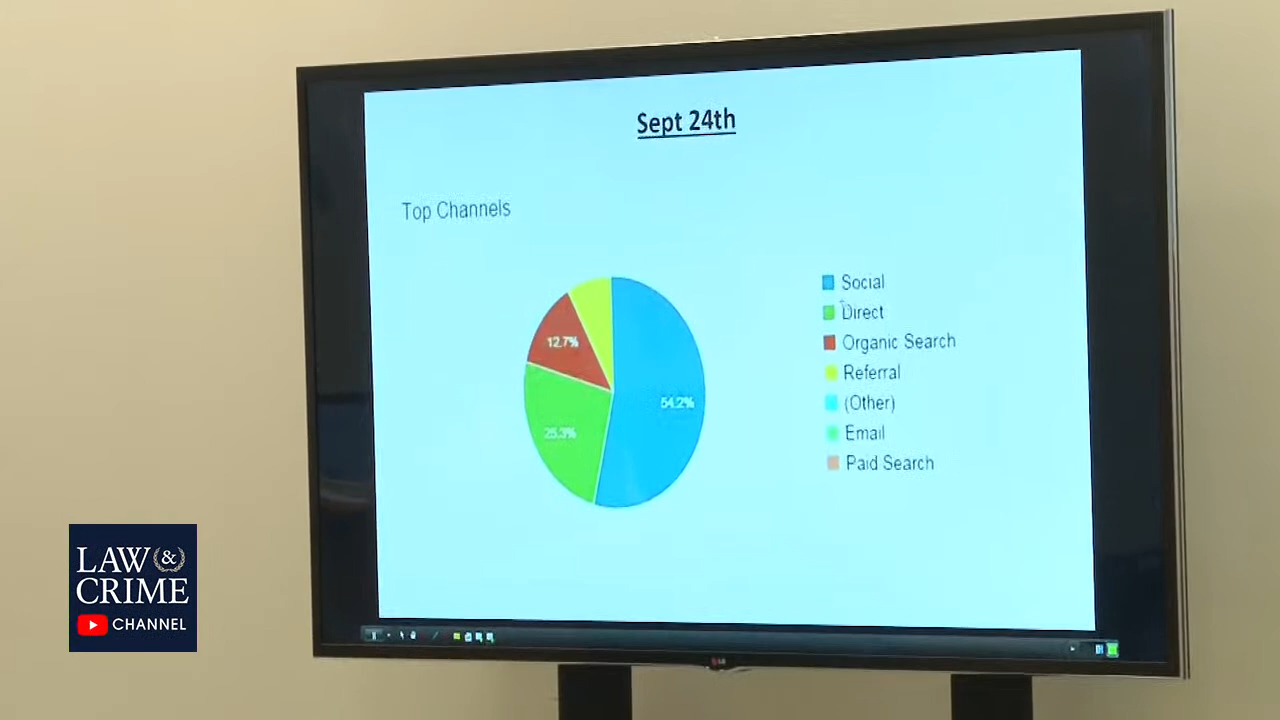 Sept 24th
Top Channels
Social
Direct
Organic Search
Referral
(Other)
Email
Paid Search
12.7%
54.2%
25.3%
LG
LAW &
CRIME
CHANNEL